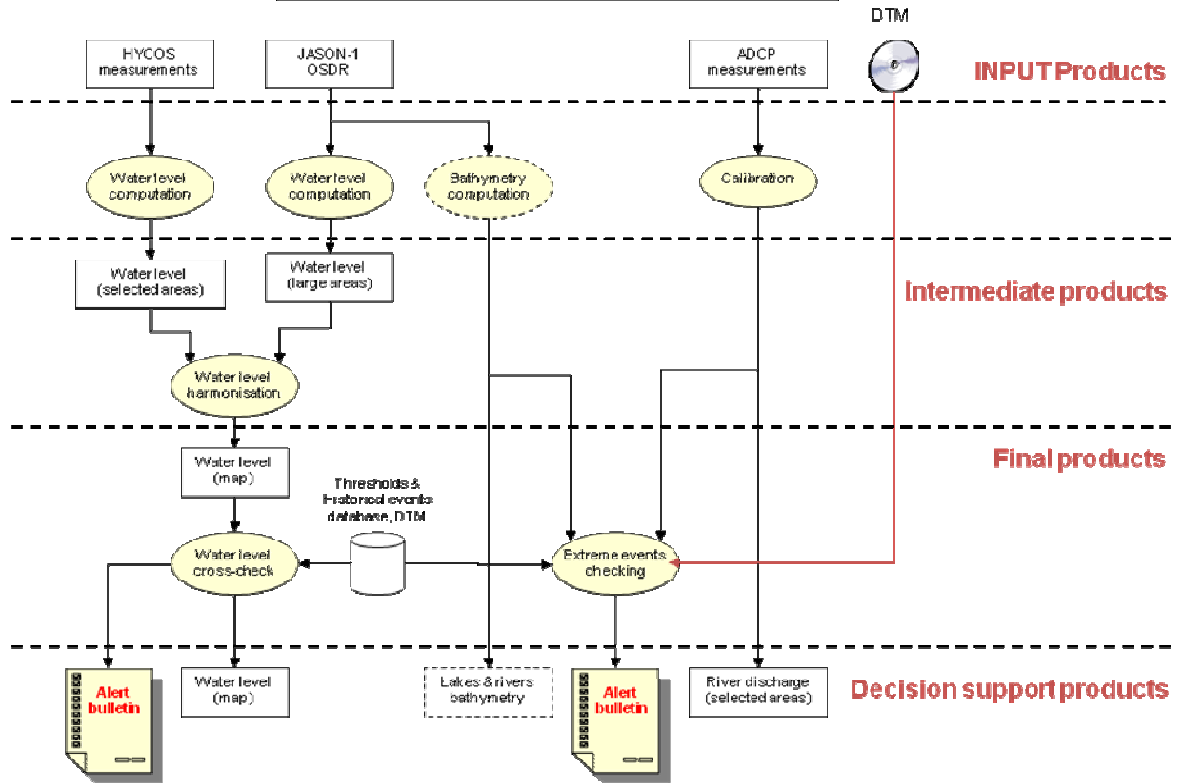 DTM
HYCOS
measurements
JASON-1
OSDR
ADCP
measurements
INPUT Products
Water level
computation
Water level
computation
Bathymetry
computation
Calibration
Water level
(selected areas)
Water level
(large areas)
Intermediate products
Water level
harmonisation
Water level
(map)
Final products
Thresholds &
Historical events
database, DTM
Water level
cross-check
Extreme events
checking
Alert
bulletin
Water level
(map)
Lakes & rivers
bathymetry
Alert
bulletin
River discharge
(selected areas)
Decision support products